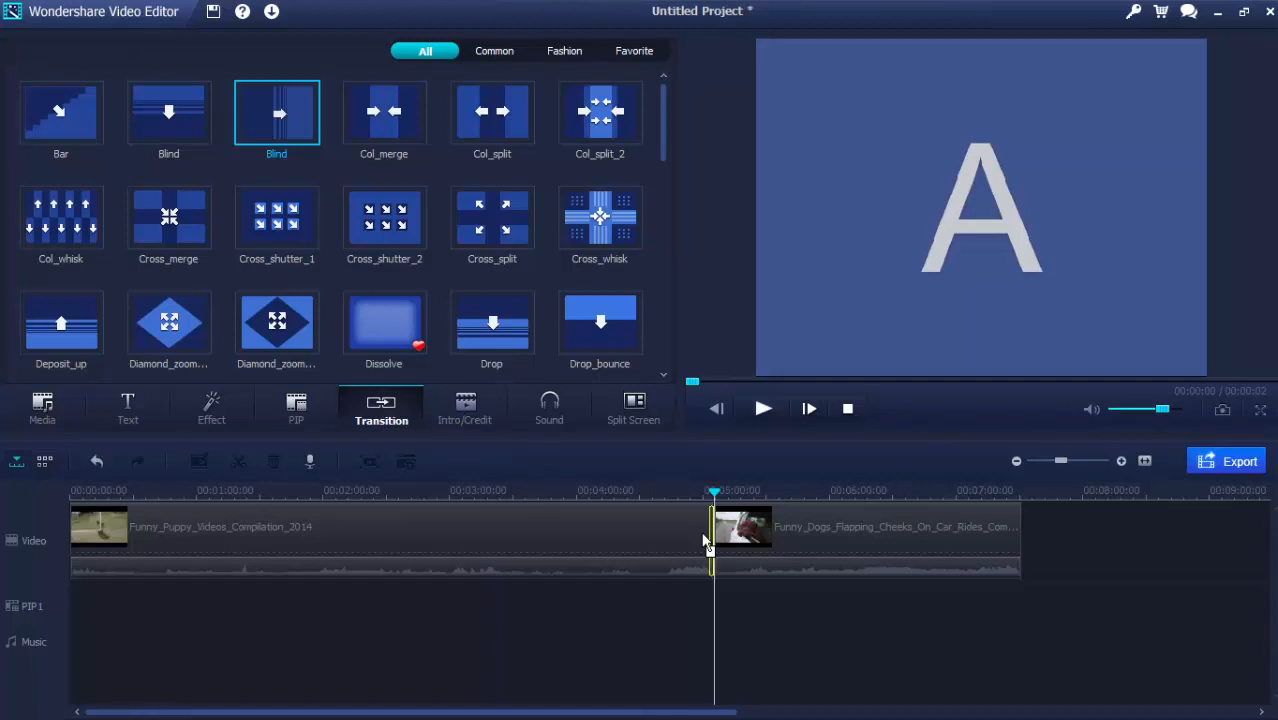 Wondershare Video Editor
Untitled Project *
All Common Fashion Favorite
Bar Blind Blind Col_merge Col_split Col_split_2
Col_whisk Cross_merge Cross_shutter_1 Cross_shutter_2 Cross_split Cross_whisk
Deposit_up Diamond_zoom... Diamond_zoom... Dissolve Drop Drop_bounce
A
00:00:00 / 00:00:02
Media Text Effect PIP Transition Intro/Credit Sound Split Screen
Export
00:00:00:00 00:01:00:00 00:02:00:00 00:03:00:00 00:04:00:00 00:05:00:00 00:06:00:00 00:07:00:00 00:08:00:00 00:09:00:00
Video Funny_Puppy_Videos_Compilation_2014 Funny_Dogs_Flapping_Cheeks_On_Car_Rides_Com...
PIP1
Music